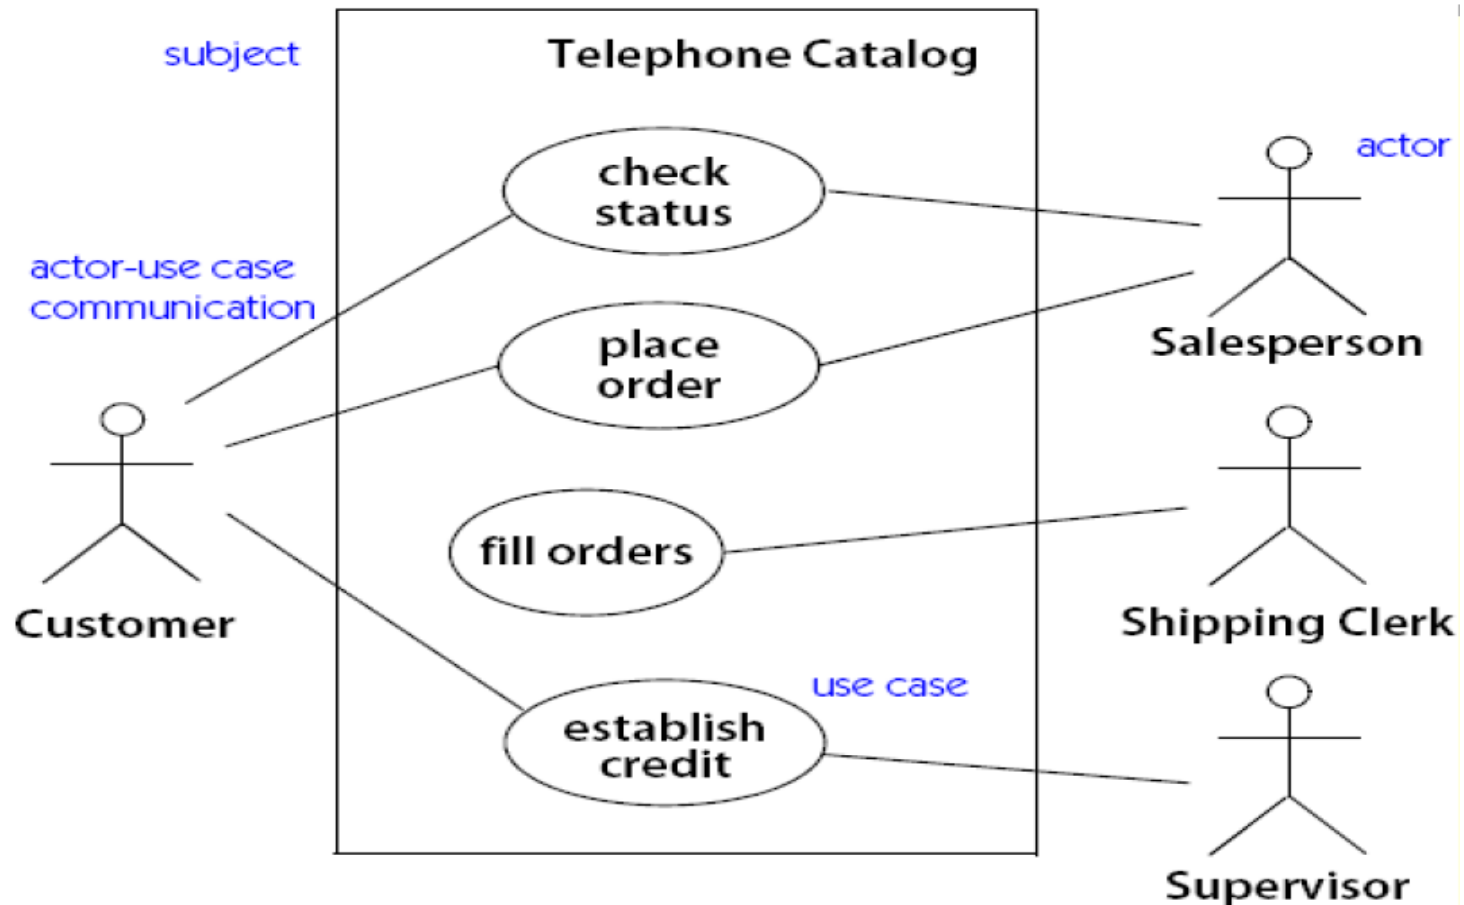 subject
Telephone Catalog
check
status
actor
actor-use case
communication
place
order
Salesperson
fill orders
Customer
Shipping Clerk
use case
establish
credit
Supervisor